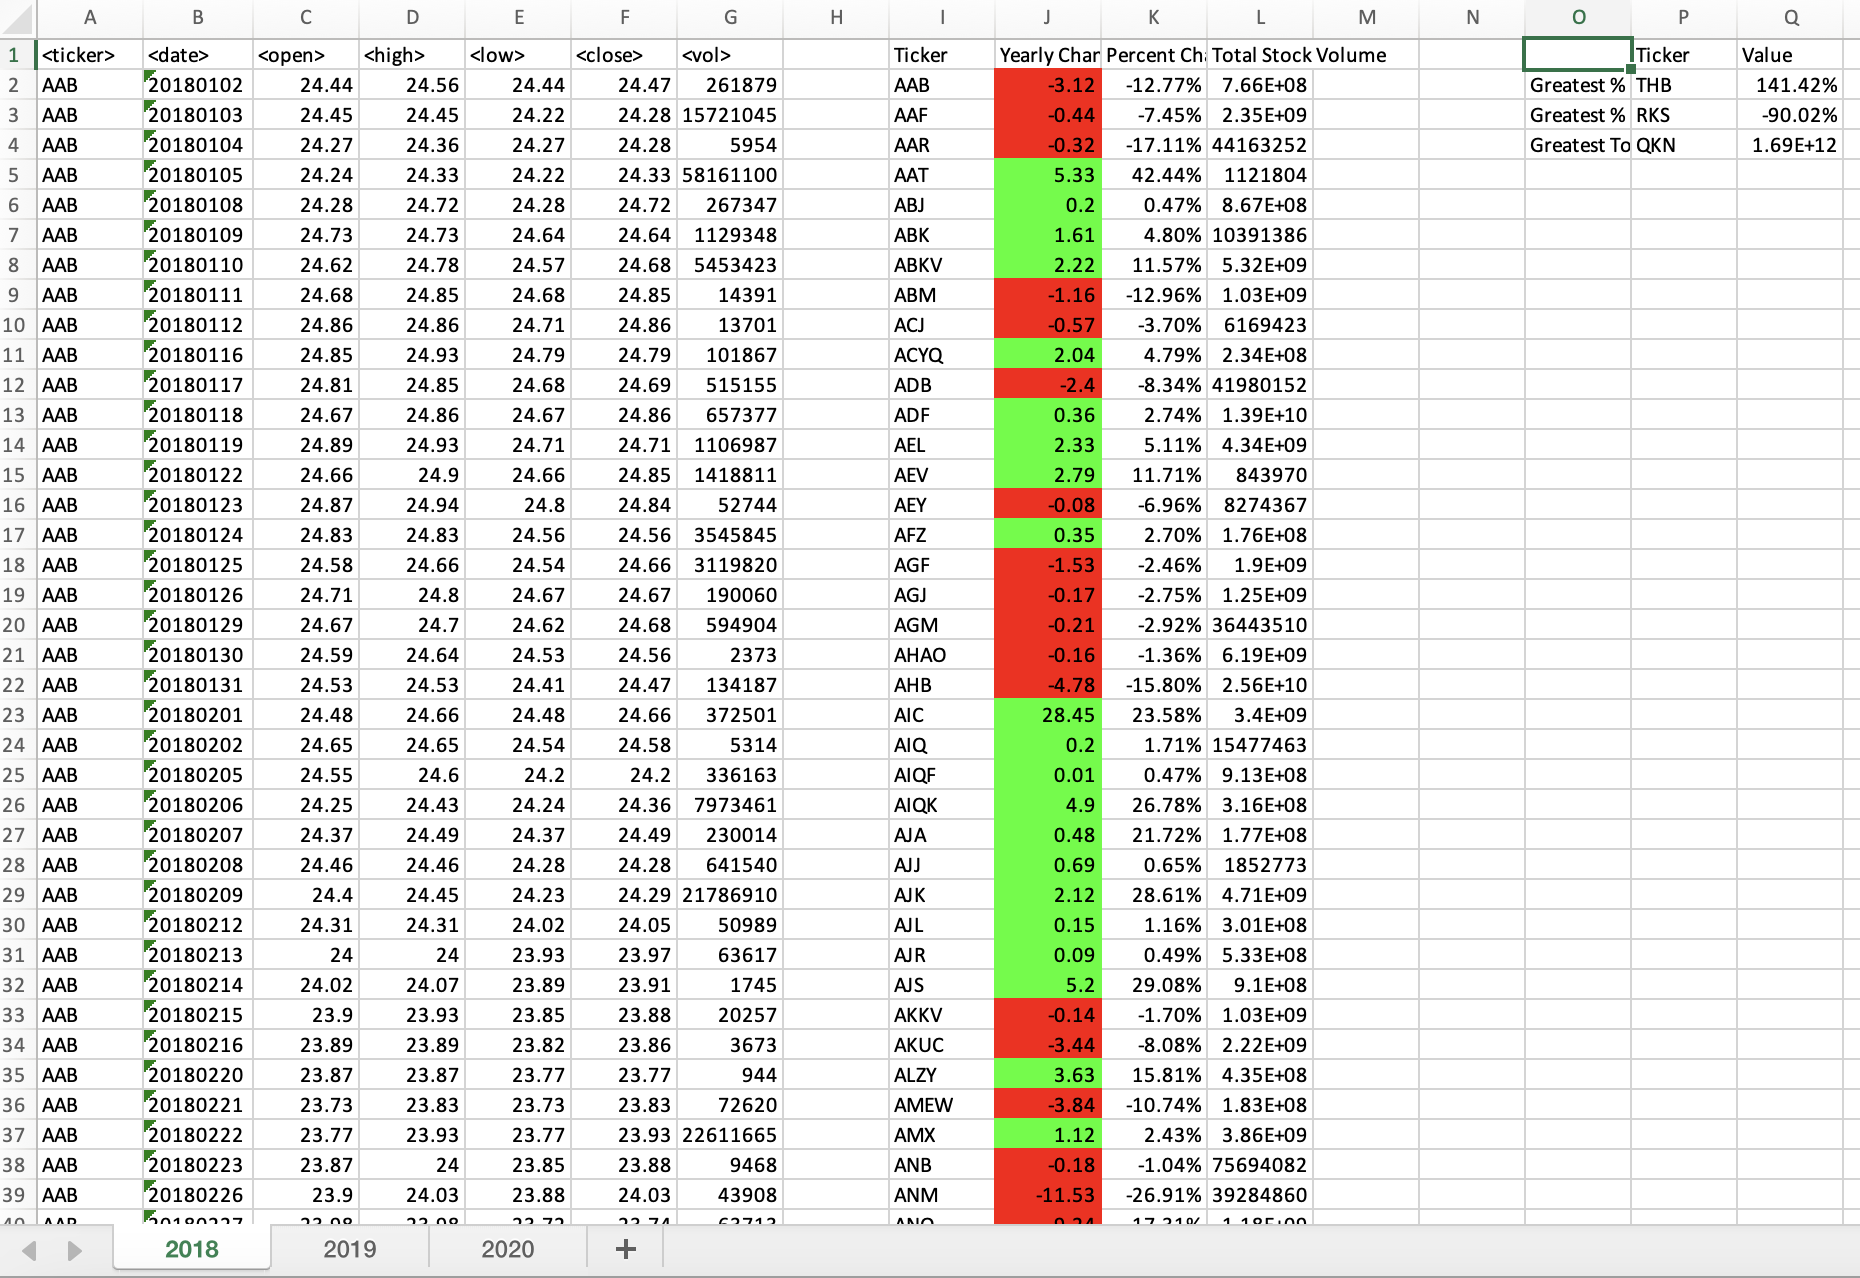 A B C D E F G H I J K L M N O P Q
1 <ticker> <date> <open> <high> <low> <close> <vol> Ticker Yearly Char Percent Ch Total Stock Volume Ticker Value
2 AAB 20180102 24.44 24.56 24.44 24.47 261879 AAB -3.12 -12.77% 7.66E+08 Greatest % THB 141.42%
3 AAB 20180103 24.45 24.45 24.22 24.28 15721045 AAF -0.44 -7.45% 2.35E+09 Greatest % RKS -90.02%
4 AAB 20180104 24.27 24.36 24.27 24.28 5954 AAR -0.32 -17.11% 44163252 Greatest To QKN 1.69E+12
5 AAB 20180105 24.24 24.33 24.22 24.33 58161100 AAT 5.33 42.44% 1121804
6 AAB 20180108 24.28 24.72 24.28 24.72 267347 ABJ 0.2 0.47% 8.67E+08
7 AAB 20180109 24.73 24.73 24.64 24.64 1129348 ABK 1.61 4.80% 10391386
8 AAB 20180110 24.62 24.78 24.57 24.68 5453423 ABKV 2.22 11.57% 5.32E+09
9 AAB 20180111 24.68 24.85 24.68 24.85 14391 ABM -1.16 -12.96% 1.03E+09
10 AAB 20180112 24.86 24.86 24.71 24.86 13701 ACJ -0.57 -3.70% 6169423
11 AAB 20180116 24.85 24.93 24.79 24.79 101867 ACYQ 2.04 4.79% 2.34E+08
12 AAB 20180117 24.81 24.85 24.68 24.69 515155 ADB -2.4 -8.34% 41980152
13 AAB 20180118 24.67 24.86 24.67 24.86 657377 ADF 0.36 2.74% 1.39E+10
14 AAB 20180119 24.89 24.93 24.71 24.71 1106987 AEL 2.33 5.11% 4.34E+09
15 AAB 20180122 24.66 24.9 24.66 24.85 1418811 AEV 2.79 11.71% 843970
16 AAB 20180123 24.87 24.94 24.8 24.84 52744 AEY -0.08 -6.96% 8274367
17 AAB 20180124 24.83 24.83 24.56 24.56 3545845 AFZ 0.35 2.70% 1.76E+08
18 AAB 20180125 24.58 24.66 24.54 24.66 3119820 AGF -1.53 -2.46% 1.9E+09
19 AAB 20180126 24.71 24.8 24.67 24.67 190060 AGJ -0.17 -2.75% 1.25E+09
20 AAB 20180129 24.67 24.7 24.62 24.68 594904 AGM -0.21 -2.92% 36443510
21 AAB 20180130 24.59 24.64 24.53 24.56 2373 AHAO -0.16 -1.36% 6.19E+09
22 AAB 20180131 24.53 24.53 24.41 24.47 134187 AHB -4.78 -15.80% 2.56E+10
23 AAB 20180201 24.48 24.66 24.48 24.66 372501 AIC 28.45 23.58% 3.4E+09
24 AAB 20180202 24.65 24.65 24.54 24.58 5314 AIQ 0.2 1.71% 15477463
25 AAB 20180205 24.55 24.6 24.2 24.2 336163 AIQF 0.01 0.47% 9.13E+08
26 AAB 20180206 24.25 24.43 24.24 24.36 7973461 AIQK 4.9 26.78% 3.16E+08
27 AAB 20180207 24.37 24.49 24.37 24.49 230014 AJA 0.48 21.72% 1.77E+08
28 AAB 20180208 24.46 24.46 24.28 24.28 641540 AJJ 0.69 0.65% 1852773
29 AAB 20180209 24.4 24.45 24.23 24.29 21786910 AJK 2.12 28.61% 4.71E+09
30 AAB 20180212 24.31 24.31 24.02 24.05 50989 AJL 0.15 1.16% 3.01E+08
31 AAB 20180213 24 24 23.93 23.97 63617 AJR 0.09 0.49% 5.33E+08
32 AAB 20180214 24.02 24.07 23.89 23.91 1745 AJS 5.2 29.08% 9.1E+08
33 AAB 20180215 23.9 23.93 23.85 23.88 20257 AKKV -0.14 -1.70% 1.03E+09
34 AAB 20180216 23.89 23.89 23.82 23.86 3673 AKUC -3.44 -8.08% 2.22E+09
35 AAB 20180220 23.87 23.87 23.77 23.77 944 ALZY 3.63 15.81% 4.35E+08
36 AAB 20180221 23.73 23.83 23.73 23.83 72620 AMEW -3.84 -10.74% 1.83E+08
37 AAB 20180222 23.77 23.93 23.77 23.93 22611665 AMX 1.12 2.43% 3.86E+09
38 AAB 20180223 23.87 24 23.85 23.88 9468 ANB -0.18 -1.04% 75694082
39 AAB 20180226 23.9 24.03 23.88 24.03 43908 ANM -11.53 -26.91% 39284860
2018 2019 2020 +